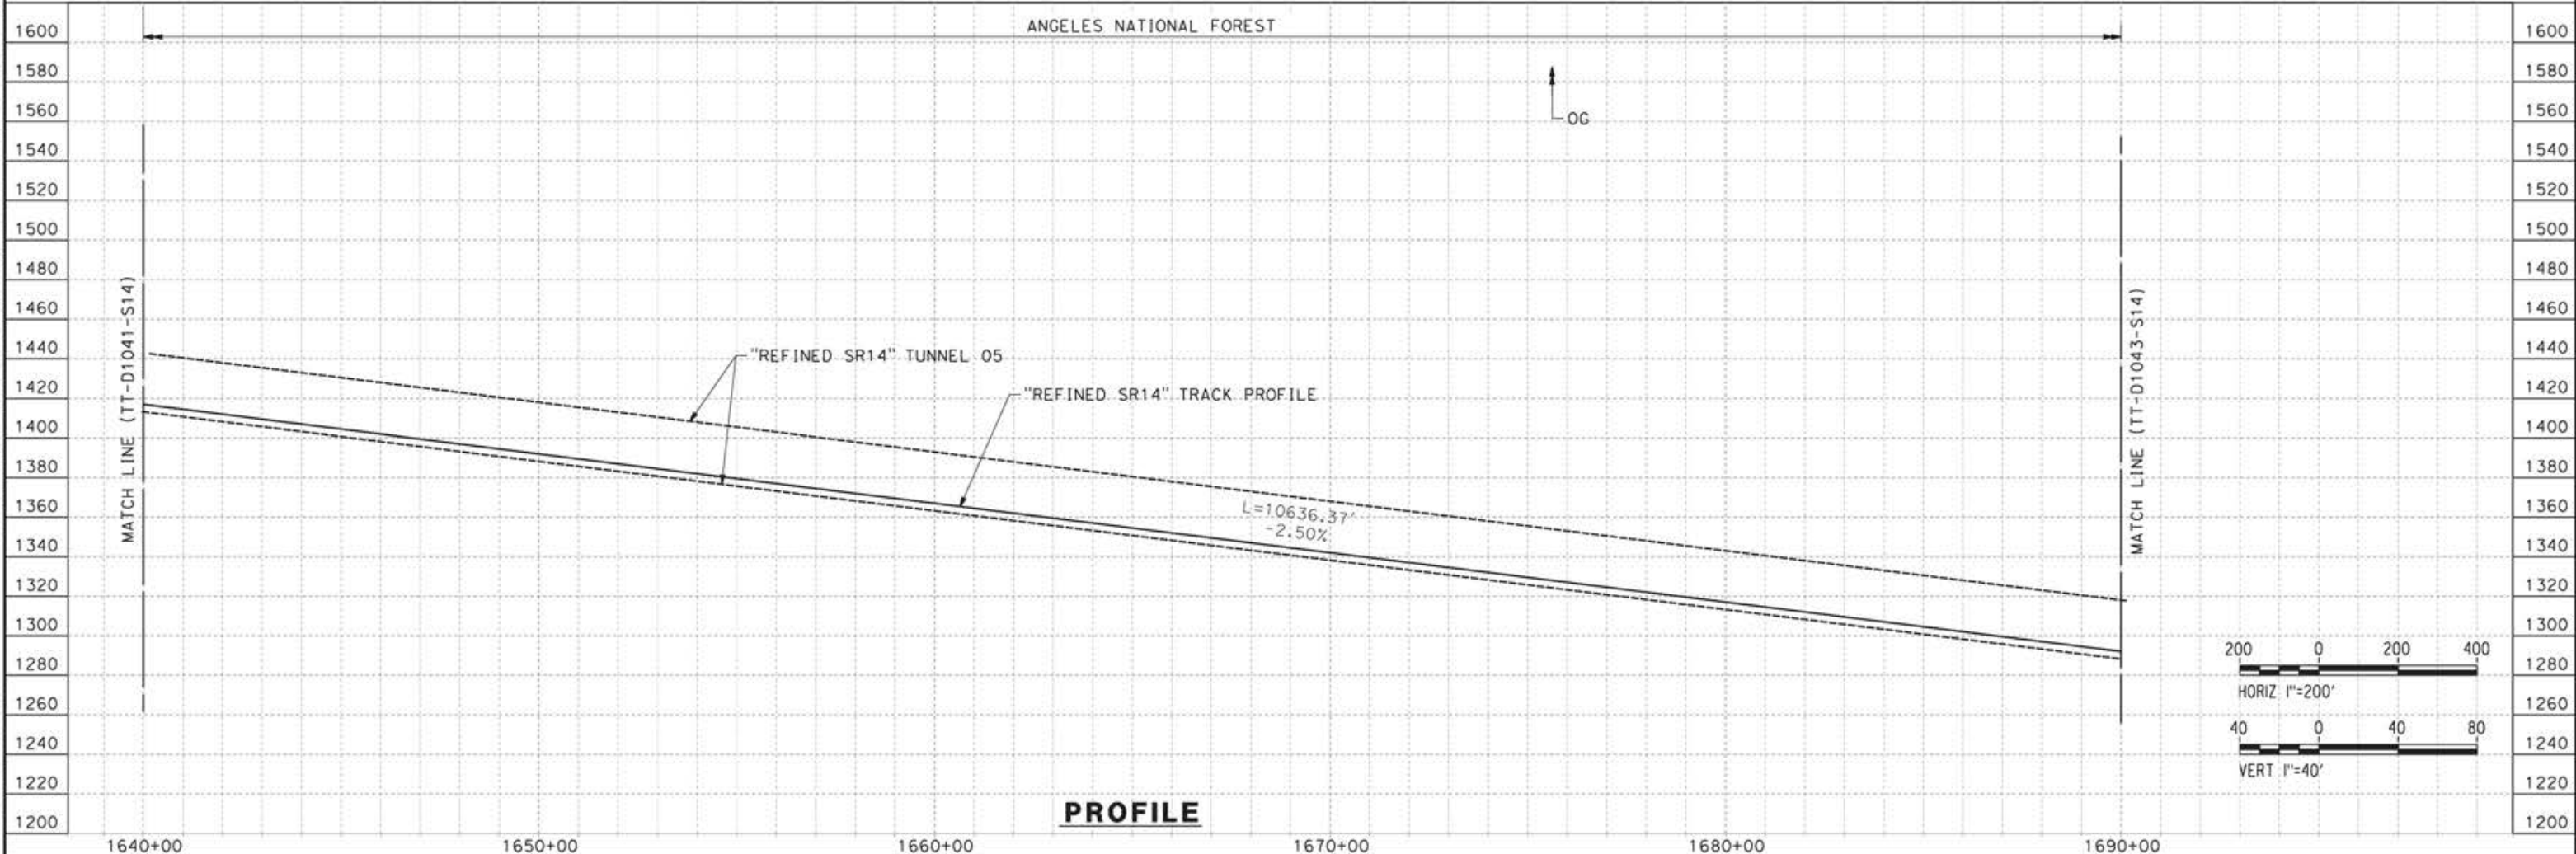 ANGELES NATIONAL FOREST
1600 1600
1580 1580
OG
1560 1560
1540 1540
1520 1520
1500 1500
1480 1480
1460 1460
1440 1440
1420 1420
1400 1400
1380 1380
1360 1360
1340 1340
1320 1320
1300 1300
1280 1280
1260 1260
1240 1240
1220 1220
1200 1200
MATCH LINE (TT-D1041-S14)
"REFINED SR14" TUNNEL 05
"REFINED SR14" TRACK PROFILE
L=10636.37'
-2.50%
MATCH LINE (TT-D1043-S14)
200 0 200 400
HORIZ 1"=200'
40 0 40 80
VERT 1"=40'
PROFILE
1640+00 1650+00 1660+00 1670+00 1680+00 1690+00